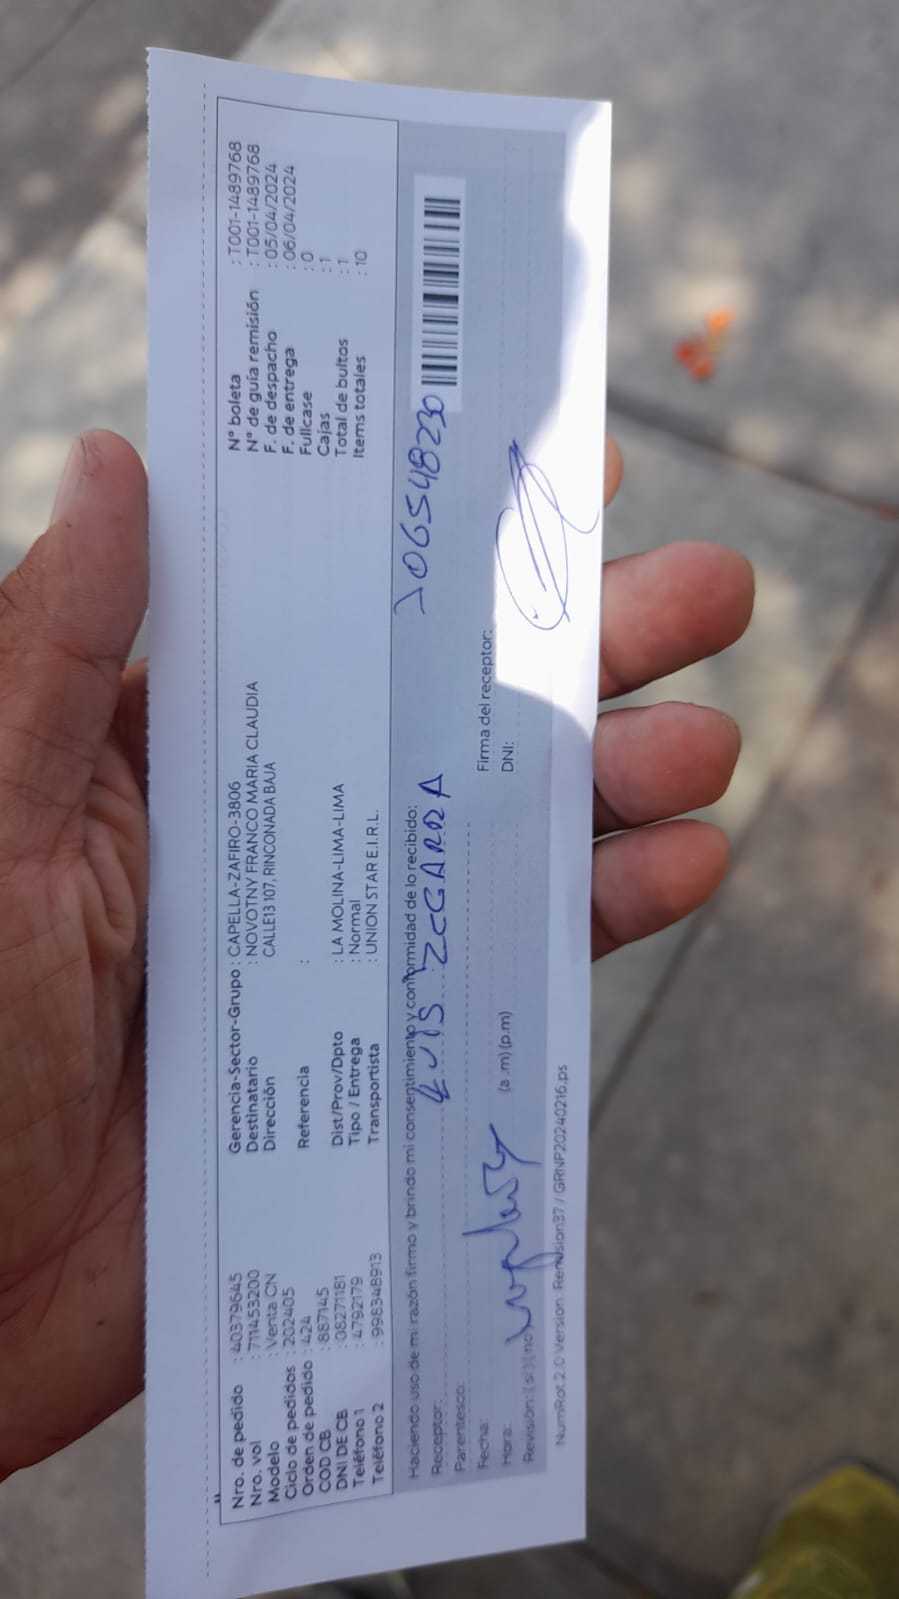 Nro. de pedido : 40379645
Nro. vol : 711453200
Modelo : Venta CN
Ciclo de pedidos : 202405
Orden de pedido : 424
COD CB : 887145
DNI DE CB : 08271181
Teléfono 1 : 4792179
Teléfono 2 : 998348913
Gerencia-Sector-Grupo : CAPELLA-ZAFIRO-3806
Destinatario : NOVOTNY FRANCO MARIA CLAUDIA
Dirección CALLE13 107, RINCONADA BAJA
Referencia :
Dist/Prov/Dpto : LA MOLINA-LIMA-LIMA
Tipo / Entrega : Normal
Transportista : UNION STAR E.I.R.L.
N° boleta : T001-1489768
N° de guía remisión : T001-1489768
F. de despacho : 05/04/2024
F. de entrega : 06/04/2024
Fullcase : 0
Cajas : 1
Total de bultos : 1
Items totales : 10
Haciendo uso de mi razón firmo y brindo mi consentimiento y conformidad de lo recibido:
Receptor: LUIS ZEGARRA
Parentesco:
Fecha:
Hora: (a .m) (p.m)
Revisión: ( si ) ( no
Firma del receptor:
DNI:
NumRot 2.0 Version Remision37 / GRNP20240216.ps